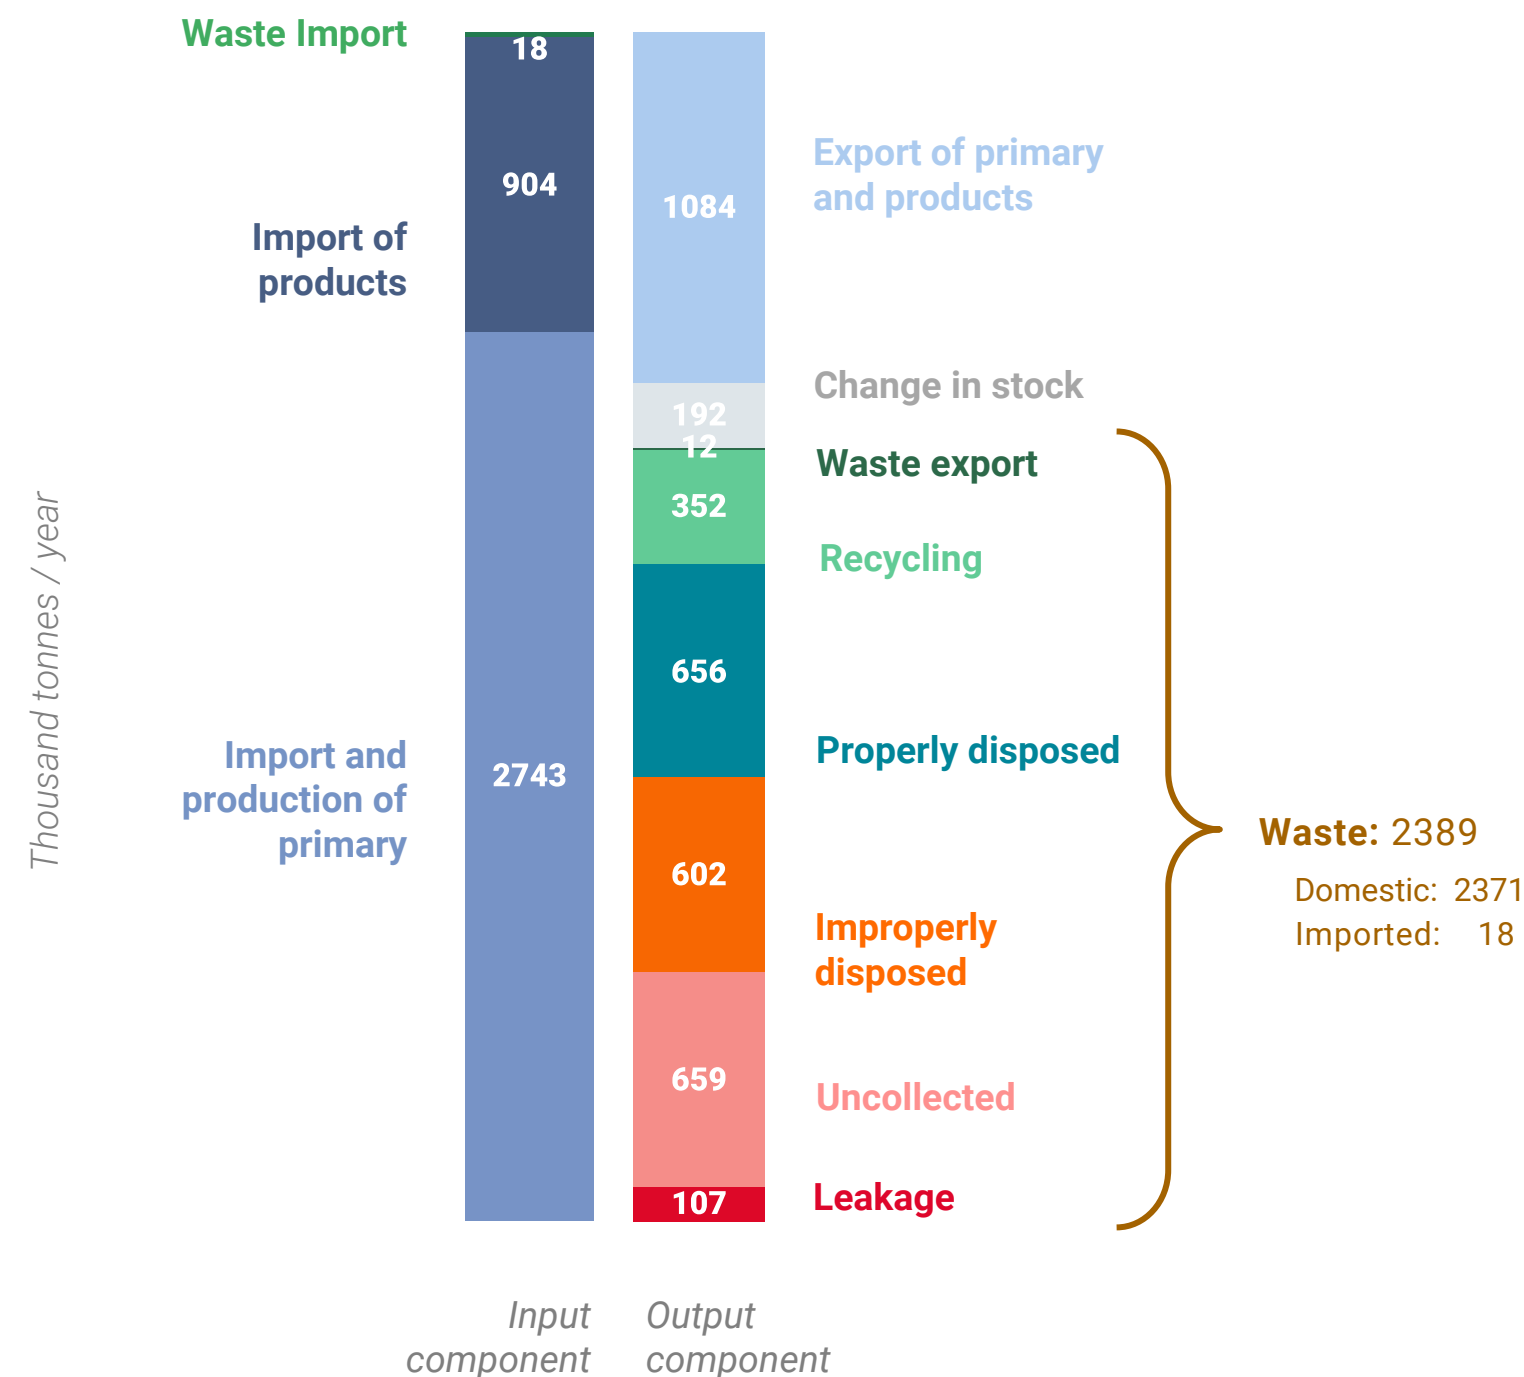 Waste Import
18
904
Import of
products
2743
Import and
production of
primary
Thousand tonnes / year
1084
Export of primary
and products
192
Change in stock
12
Waste export
352
Recycling
656
Properly disposed
602
Improperly
disposed
659
Uncollected
107
Leakage
Waste: 2389
Domestic: 2371
Imported: 18
Input
component
Output
component